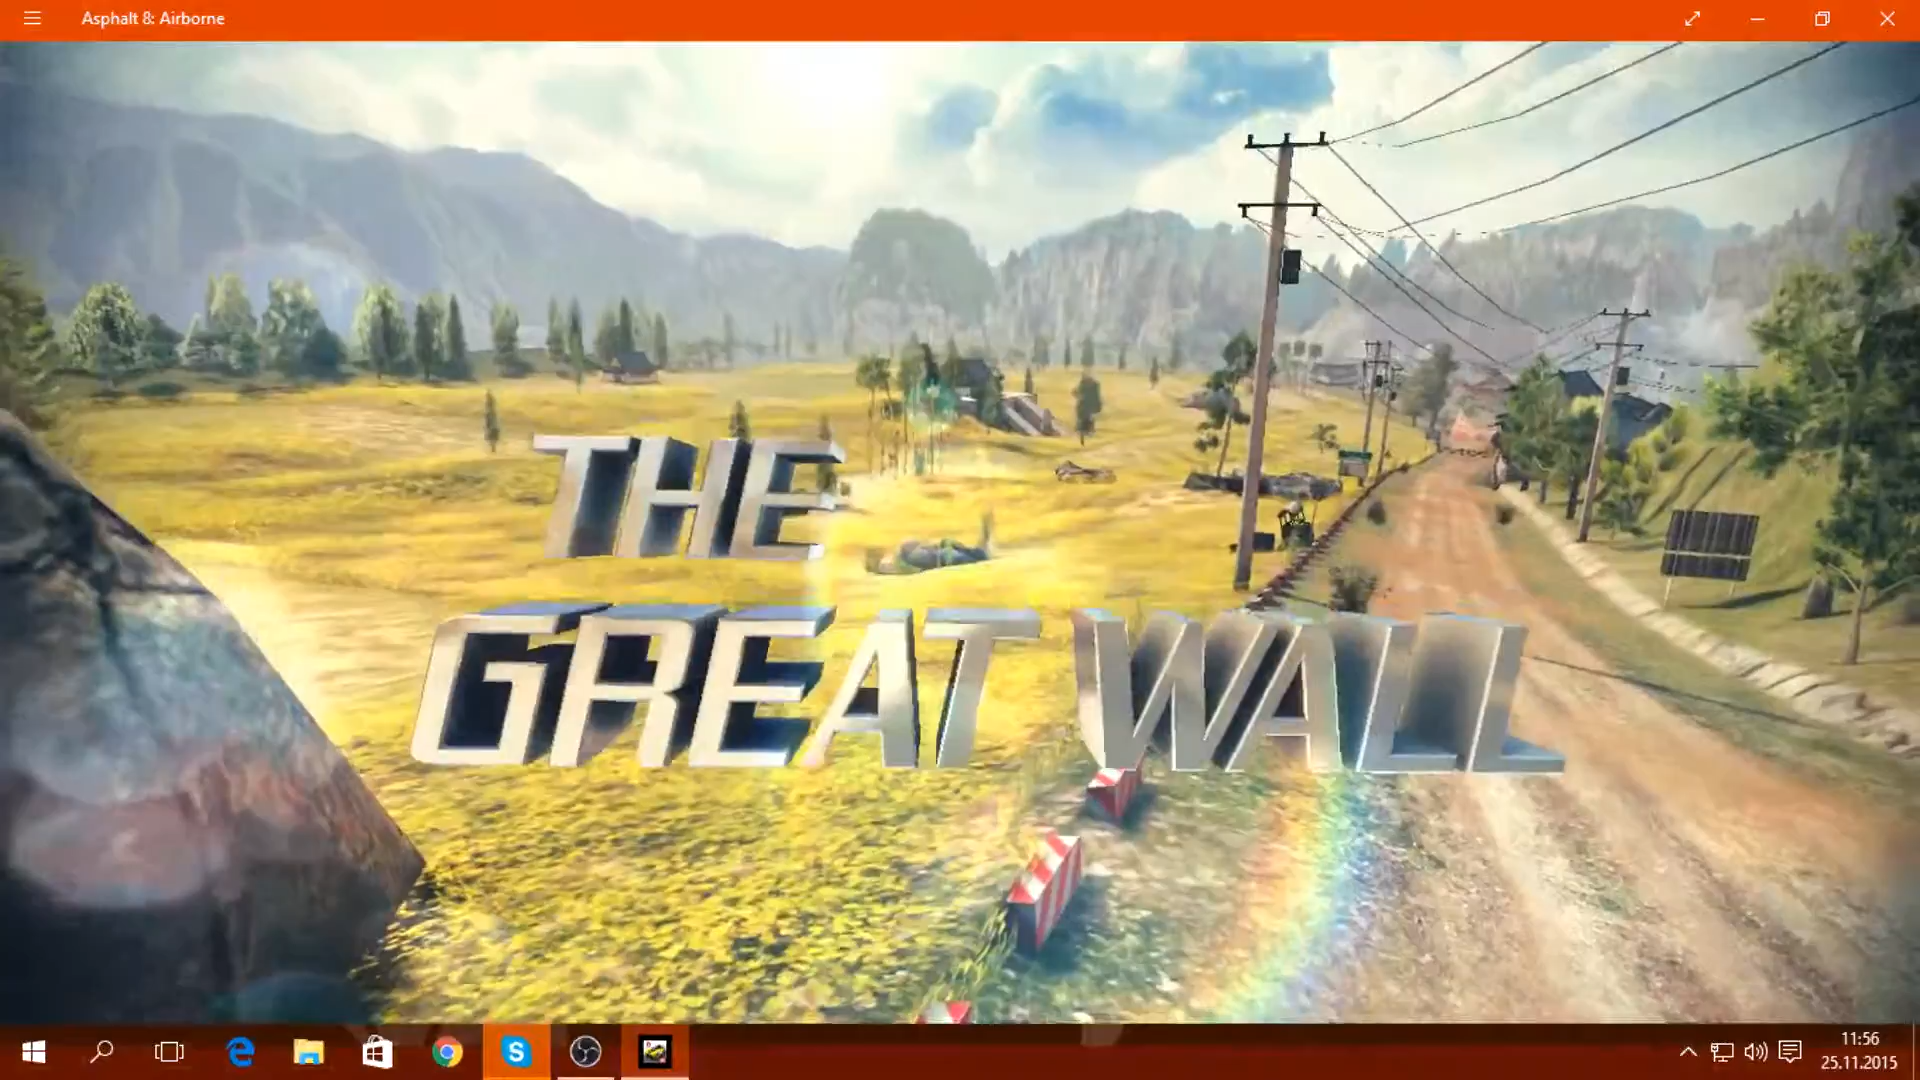 Asphalt 8: Airborne
THE
GREAT WALL
11:56
25.11.2015